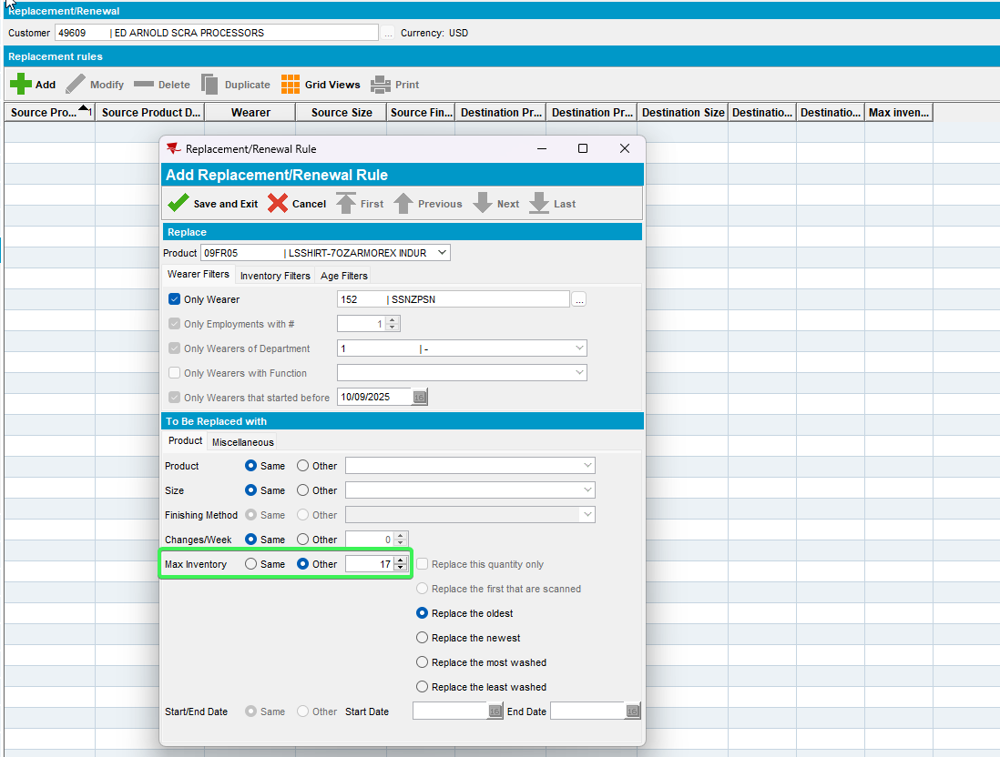 Replacement/Renewal
Customer 49609 | ED ARNOLD SCRA PROCESSORS ... Currency: USD
Replacement rules
Add Modify Delete Duplicate Grid Views Print
Source Pro... 1 Source Product D... Wearer Source Size Source Fin... Destination Pr... Destination Pr... Destination Size Destinatio... Destinatio... Max inven...
Replacement/Renewal Rule
Add Replacement/Renewal Rule
Save and Exit Cancel First Previous Next Last
Replace
Product 09FR05 | LSSHIRT-7OZARMOREX INDUR
Wearer Filters Inventory Filters Age Filters
Only Wearer 152 | SSNZPSN ...
Only Employments with # 1
Only Wearers of Department 1 | -
Only Wearers with Function
Only Wearers that started before 10/09/2025 16
To Be Replaced with
Product Miscellaneous
Product Same Other
Size Same Other
Finishing Method Same Other
Changes/Week Same Other 0
Max Inventory Same Other 17 Replace this quantity only
Replace the first that are scanned
Replace the oldest
Replace the newest
Replace the most washed
Replace the least washed
Start/End Date Same Other Start Date 16 End Date 16